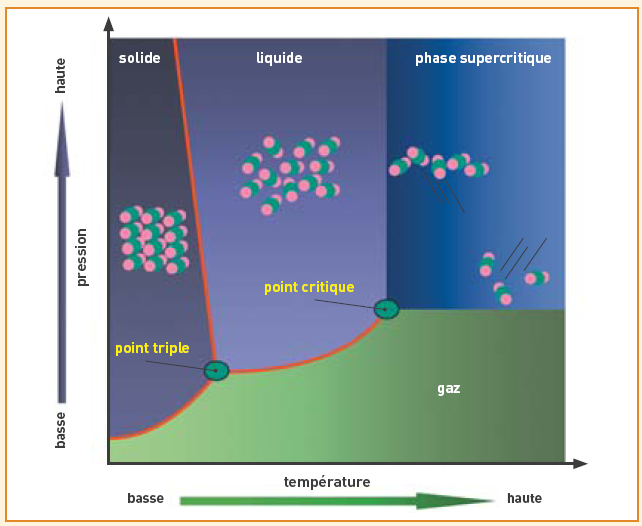 solide
liquide
phase supercritique
haute
pression
basse
point critique
point triple
gaz
température
basse
haute